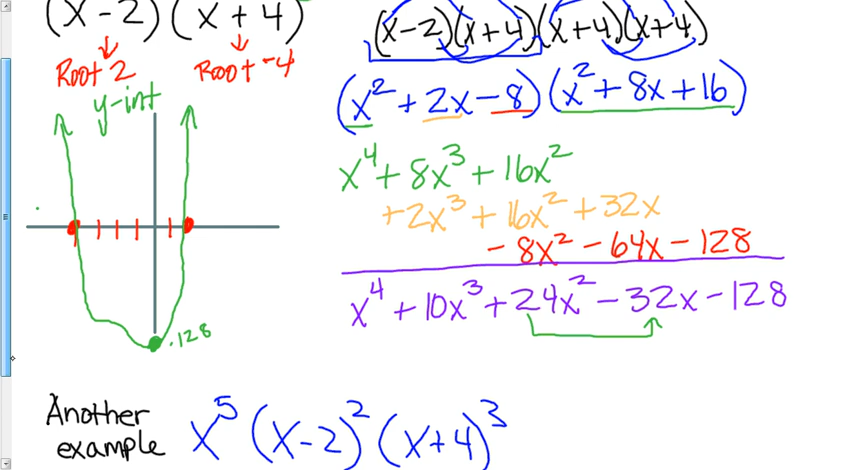 (x - 2) (x + 4)
Root 2 Root -4
y-int
.128
(x-2)(x+4)(x+4)(x+4)
(x² + 2x - 8)(x² + 8x + 16)
x⁴ + 8x³ + 16x²
+2x³ + 16x² + 32x
- 8x² - 64x - 128
x⁴ + 10x³ + 24x² - 32x - 128
Another
example x⁵ (x-2)² (x+4)³